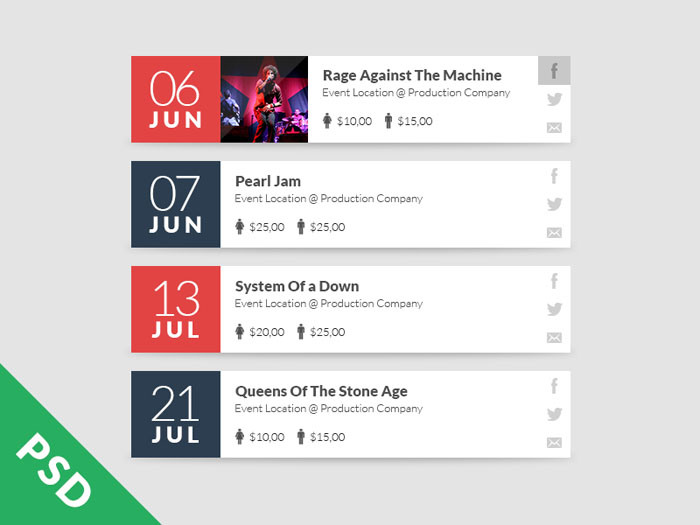 06
JUN
Rage Against The Machine
Event Location @ Production Company
$10,00 $15,00
07
JUN
Pearl Jam
Event Location @ Production Company
$25,00 $25,00
13
JUL
System Of a Down
Event Location @ Production Company
$20,00 $25,00
21
JUL
Queens Of The Stone Age
Event Location @ Production Company
$10,00 $15,00
PSD